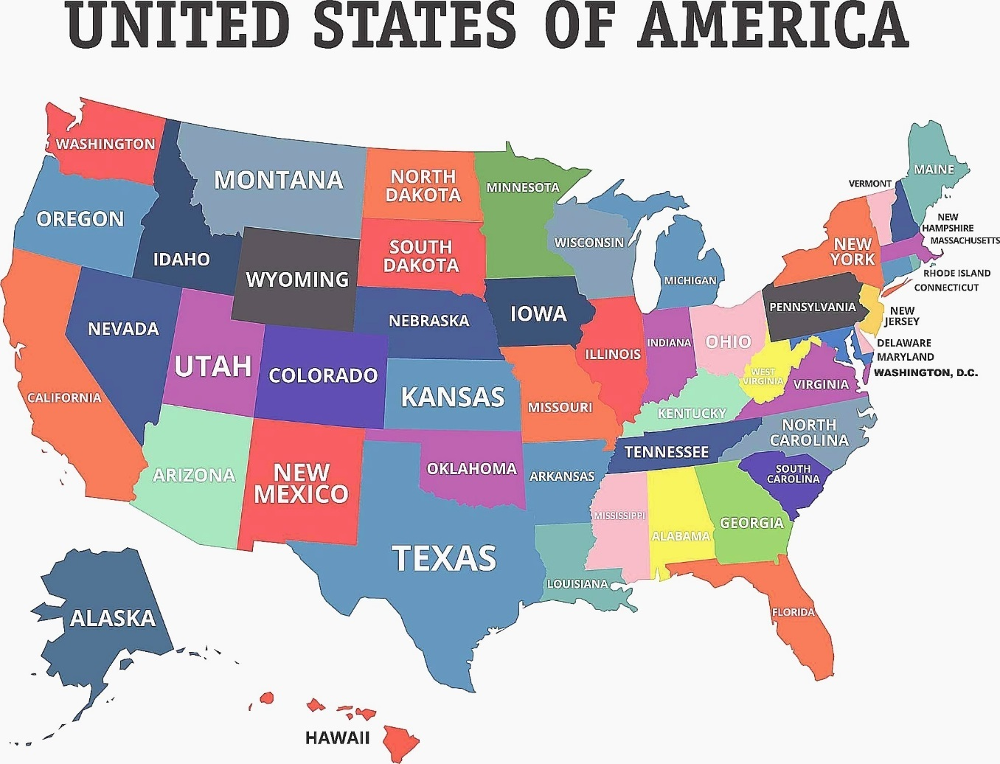 UNITED STATES OF AMERICA
WASHINGTON
MONTANA
NORTH
DAKOTA
MINNESOTA
VERMONT
MAINE
OREGON
IDAHO
WYOMING
SOUTH
DAKOTA
WISCONSIN
MICHIGAN
NEW
YORK
NEW
HAMPSHIRE
MASSACHUSETTS
RHODE ISLAND
CONNECTICUT
NEVADA
UTAH
COLORADO
NEBRASKA
IOWA
ILLINOIS
INDIANA
OHIO
PENNSYLVANIA
NEW
JERSEY
DELAWARE
MARYLAND
WASHINGTON, D.C.
CALIFORNIA
KANSAS
MISSOURI
KENTUCKY
WEST
VIRGINIA
VIRGINIA
ARIZONA
NEW
MEXICO
OKLAHOMA
ARKANSAS
TENNESSEE
NORTH
CAROLINA
SOUTH
CAROLINA
TEXAS
LOUISIANA
MISSISSIPPI
ALABAMA
GEORGIA
FLORIDA
ALASKA
HAWAII